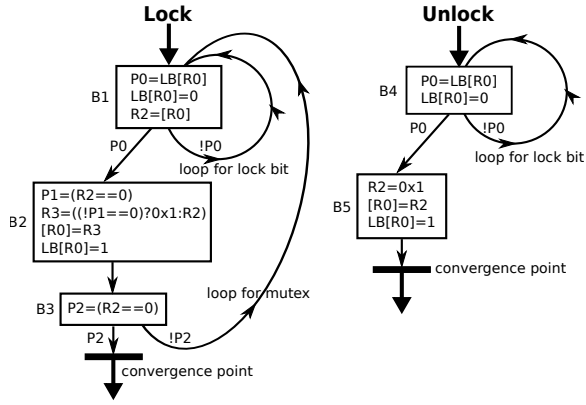 Lock
B1
P0=LB[R0]
LB[R0]=0
R2=[R0]
P0
!P0
loop for lock bit
B2
P1=(R2==0)
R3=((!P1==0)?0x1:R2)
[R0]=R3
LB[R0]=1
B3
P2=(R2==0)
P2
!P2
loop for mutex
convergence point
Unlock
B4
P0=LB[R0]
LB[R0]=0
P0
!P0
loop for lock bit
B5
R2=0x1
[R0]=R2
LB[R0]=1
convergence point